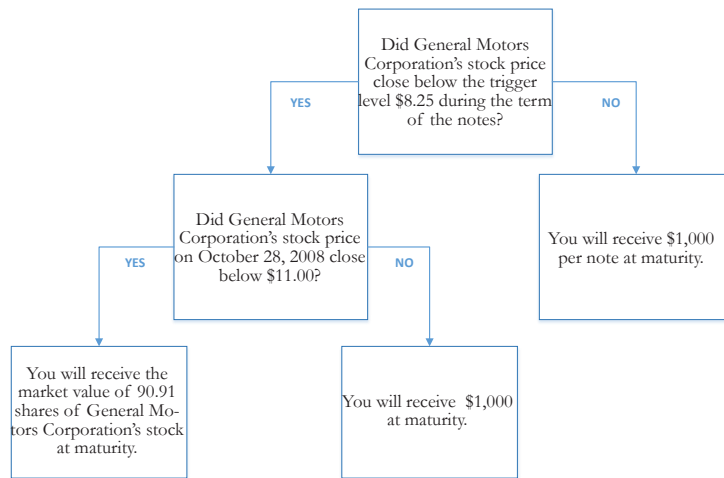 Did General Motors
Corporation's stock price
close below the trigger
level $8.25 during the term
of the notes?
YES
NO
Did General Motors
Corporation's stock price
on October 28, 2008 close
below $11.00?
You will receive $1,000
per note at maturity.
YES
NO
You will receive the
market value of 90.91
shares of General Mo-
tors Corporation's stock
at maturity.
You will receive $1,000
at maturity.